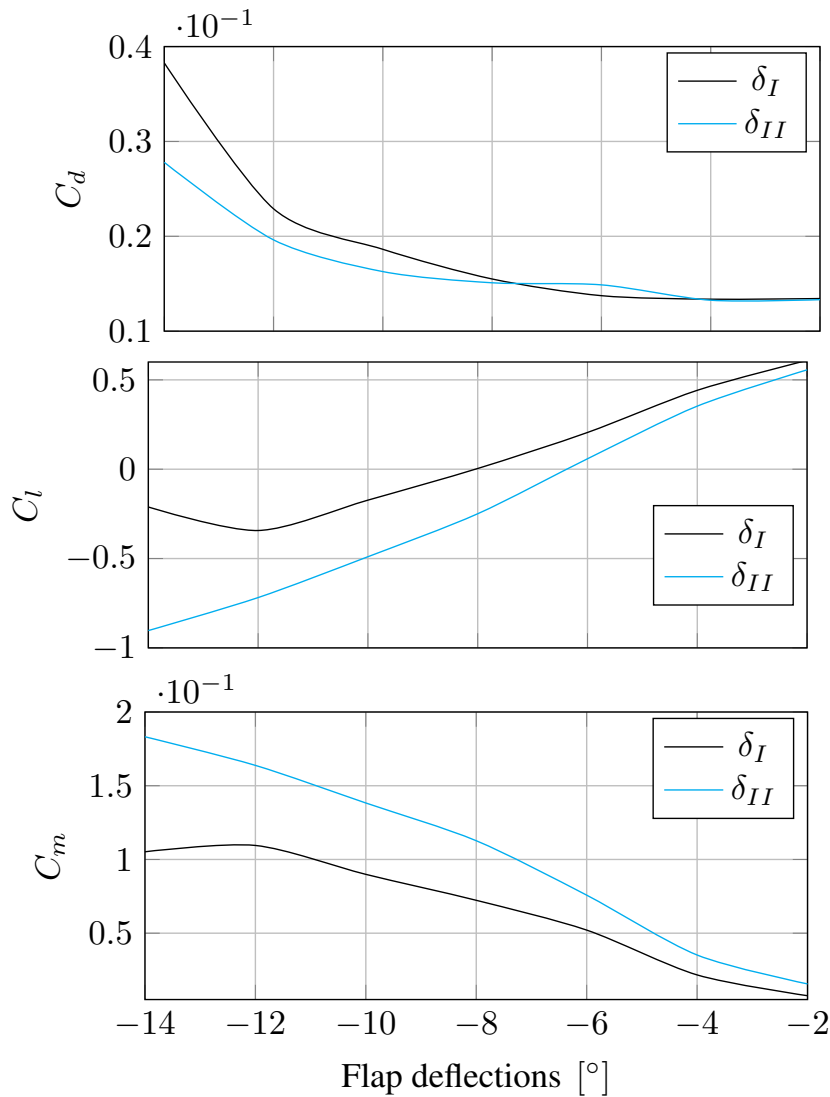 ·10⁻¹
0.4
0.3
0.2
0.1
C_d
δ_I
δ_II
0.5
0
−0.5
−1
C_l
δ_I
δ_II
·10⁻¹
2
1.5
1
0.5
C_m
δ_I
δ_II
−14 −12 −10 −8 −6 −4 −2
Flap deflections [°]